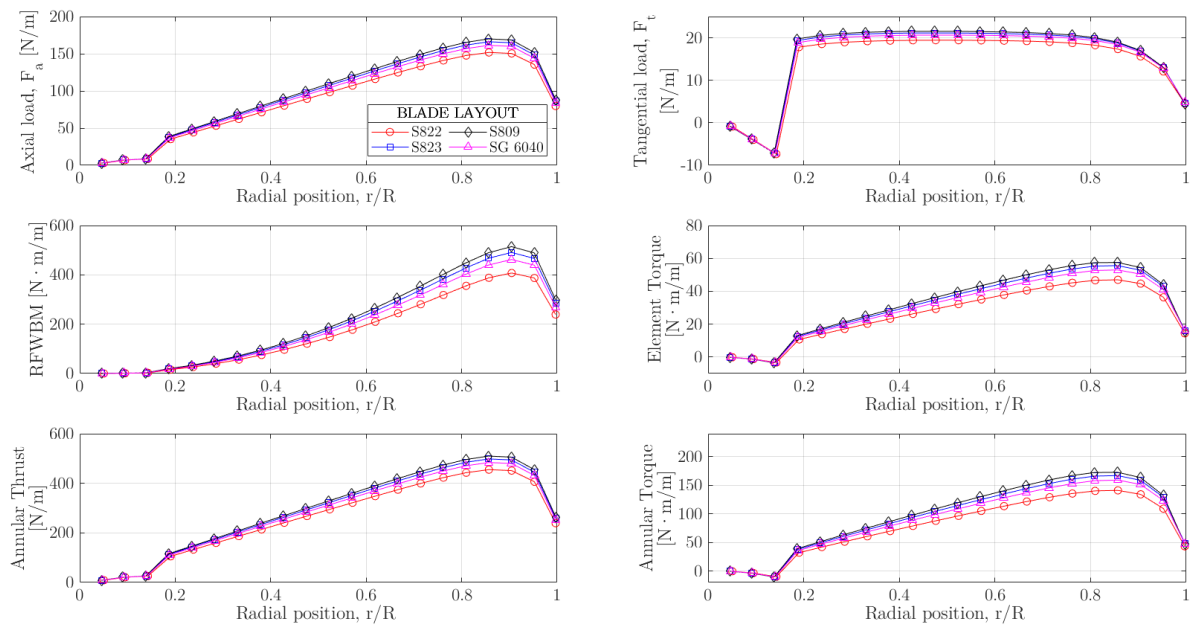 200
150
100
50
0
Axial load, F_a [N/m]
BLADE LAYOUT
S822 S809
S823 SG 6040
0 0.2 0.4 0.6 0.8 1
Radial position, r/R
20
10
0
-10
Tangential load, F_t
[N/m]
0 0.2 0.4 0.6 0.8 1
Radial position, r/R
600
400
200
0
RFWBM [N · m/m]
0 0.2 0.4 0.6 0.8 1
Radial position, r/R
80
60
40
20
0
Element Torque
[N · m/m]
0 0.2 0.4 0.6 0.8 1
Radial position, r/R
600
400
200
0
Annular Thrust
[N/m]
0 0.2 0.4 0.6 0.8 1
Radial position, r/R
200
150
100
50
0
Annular Torque
[N · m/m]
0 0.2 0.4 0.6 0.8 1
Radial position, r/R